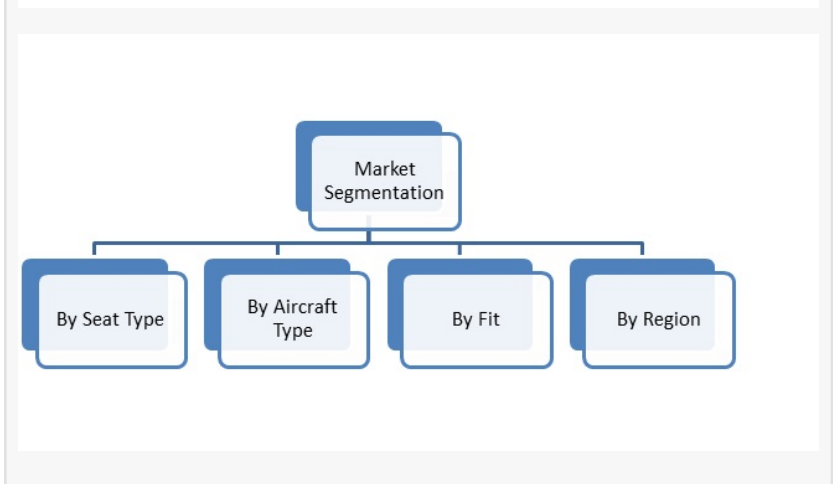 Market
Segmentation
By Seat Type
By Aircraft
Type
By Fit
By Region